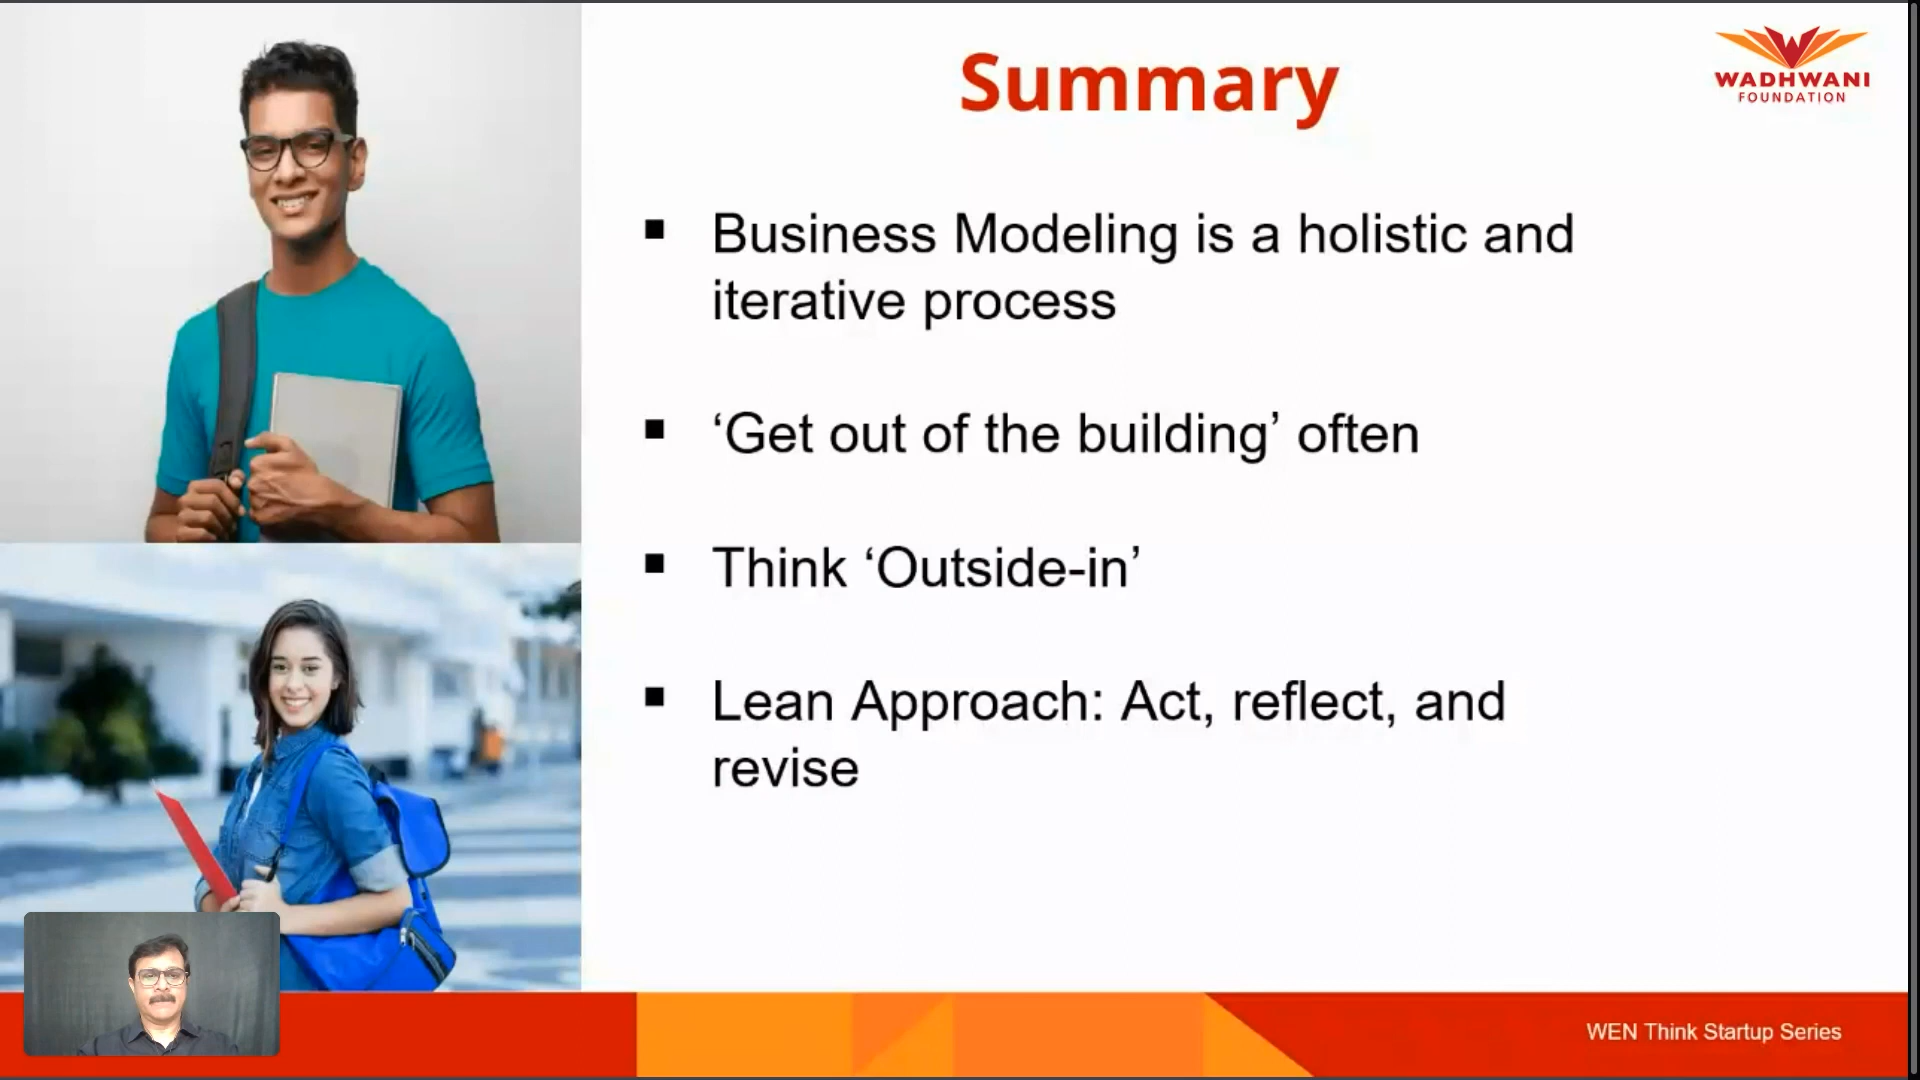 Summary
WADHWANI
FOUNDATION
▪ Business Modeling is a holistic and
iterative process
▪ ‘Get out of the building’ often
▪ Think ‘Outside-in’
▪ Lean Approach: Act, reflect, and
revise
WEN Think Startup Series